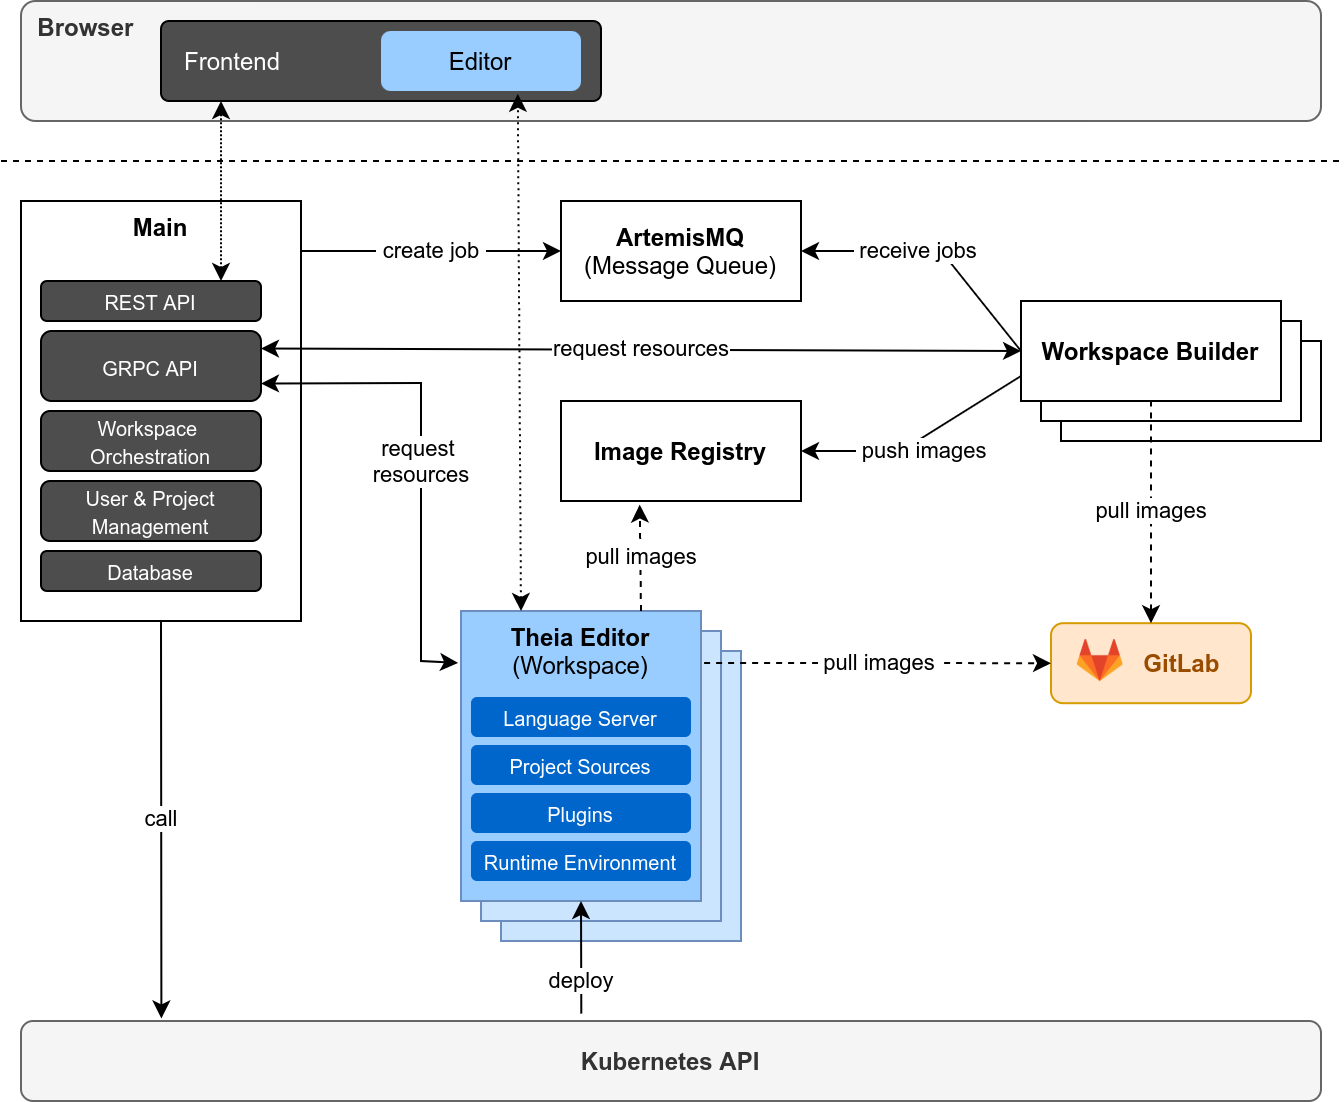 Browser
Frontend
Editor
Main
REST API
GRPC API
Workspace
Orchestration
User & Project
Management
Database
create job
ArtemisMQ
(Message Queue)
receive jobs
request resources
Workspace Builder
request
resources
Image Registry
push images
pull images
pull images
Theia Editor
(Workspace)
Language Server
Project Sources
Plugins
Runtime Environment
pull images
GitLab
call
deploy
Kubernetes API